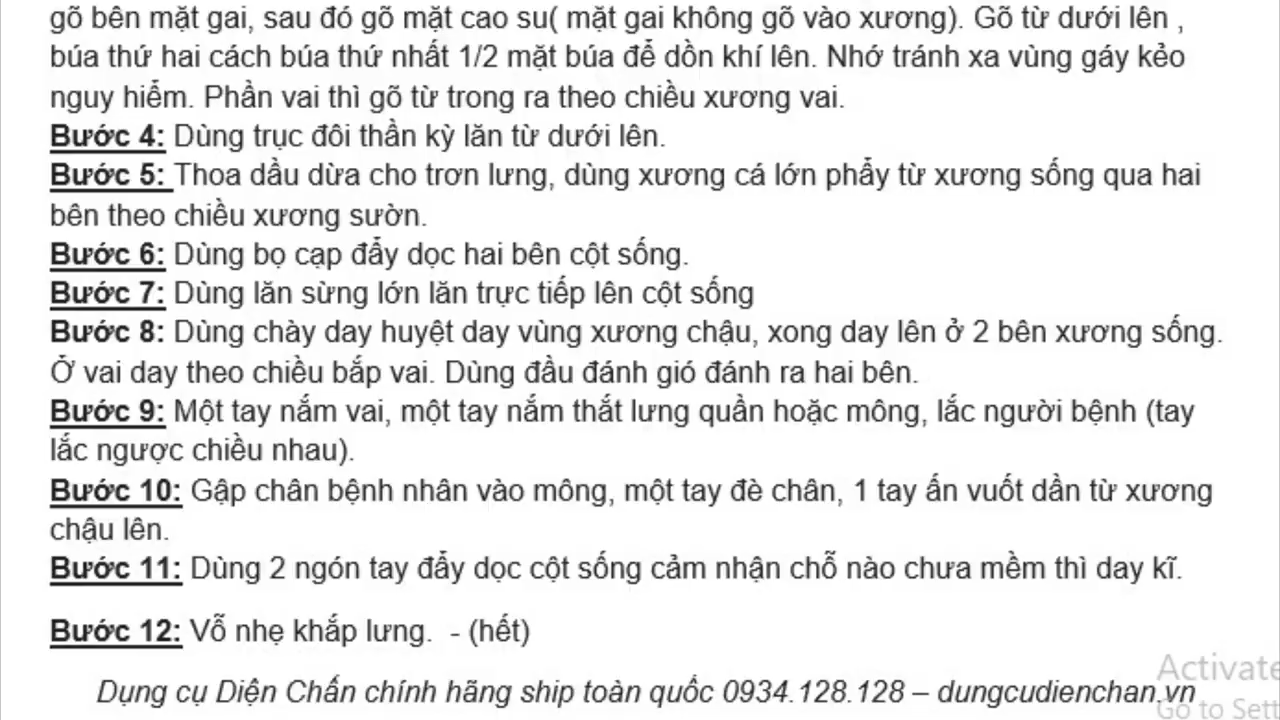 gõ bên mặt gai, sau đó gõ mặt cao su( mặt gai không gõ vào xương). Gõ từ dưới lên ,
búa thứ hai cách búa thứ nhất 1/2 mặt búa để dồn khí lên. Nhớ tránh xa vùng gáy kẻo
nguy hiểm. Phần vai thì gõ từ trong ra theo chiều xương vai.
Bước 4: Dùng trục đôi thần kỳ lăn từ dưới lên.
Bước 5: Thoa dầu dừa cho trơn lưng, dùng xương cá lớn phẩy từ xương sống qua hai
bên theo chiều xương sườn.
Bước 6: Dùng bọ cạp đẩy dọc hai bên cột sống.
Bước 7: Dùng lăn sừng lớn lăn trực tiếp lên cột sống
Bước 8: Dùng chày day huyệt day vùng xương chậu, xong day lên ở 2 bên xương sống.
Ở vai day theo chiều bắp vai. Dùng đầu đánh gió đánh ra hai bên.
Bước 9: Một tay nắm vai, một tay nắm thắt lưng quần hoặc mông, lắc người bệnh (tay
lắc ngược chiều nhau).
Bước 10: Gập chân bệnh nhân vào mông, một tay đè chân, 1 tay ấn vuốt dần từ xương
chậu lên.
Bước 11: Dùng 2 ngón tay đẩy dọc cột sống cảm nhận chỗ nào chưa mềm thì day kĩ.
Bước 12: Vỗ nhẹ khắp lưng.  - (hết)
Activate
Dụng cụ Diện Chấn chính hãng ship toàn quốc 0934.128.128 – dungcudienchan.vn
Go to Sett